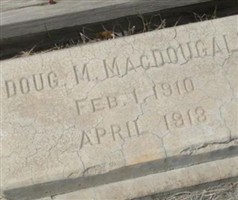 DOUG. M. MACDOUGAL
FEB. 1. 1910
APRIL 1913